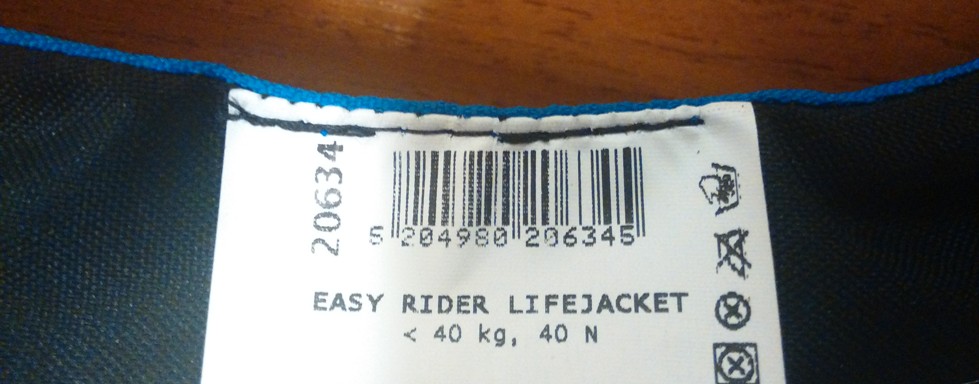 20634
5 204980 206345
EASY RIDER LIFEJACKET
< 40 kg, 40 N